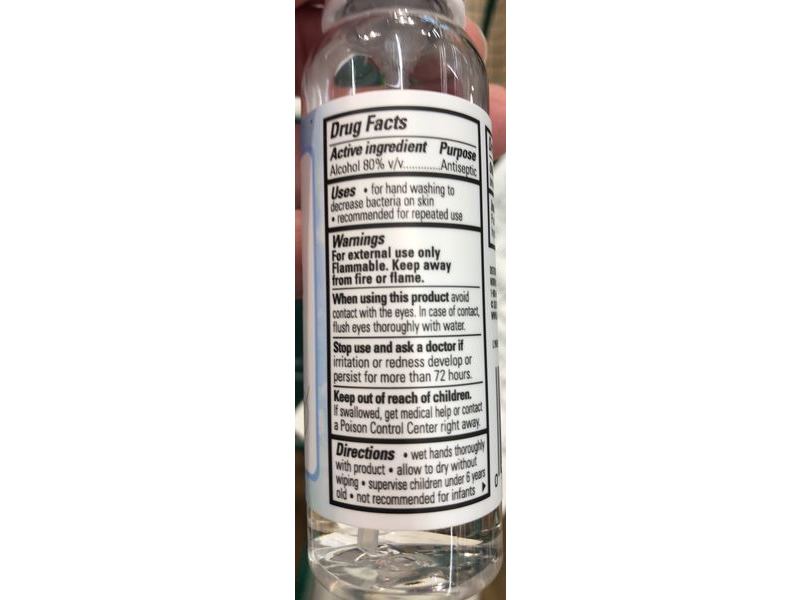 Drug Facts
Active ingredient Purpose
Alcohol 80% v/v..............Antiseptic
Uses • for hand washing to
decrease bacteria on skin
• recommended for repeated use
Warnings
For external use only
Flammable. Keep away
from fire or flame.
When using this product avoid
contact with the eyes. In case of contact,
flush eyes thoroughly with water.
Stop use and ask a doctor if
irritation or redness develop or
persist for more than 72 hours.
Keep out of reach of children.
If swallowed, get medical help or contact
a Poison Control Center right away.
Directions • wet hands thoroughly
with product • allow to dry without
wiping • supervise children under 6 years
old • not recommended for infants ▶